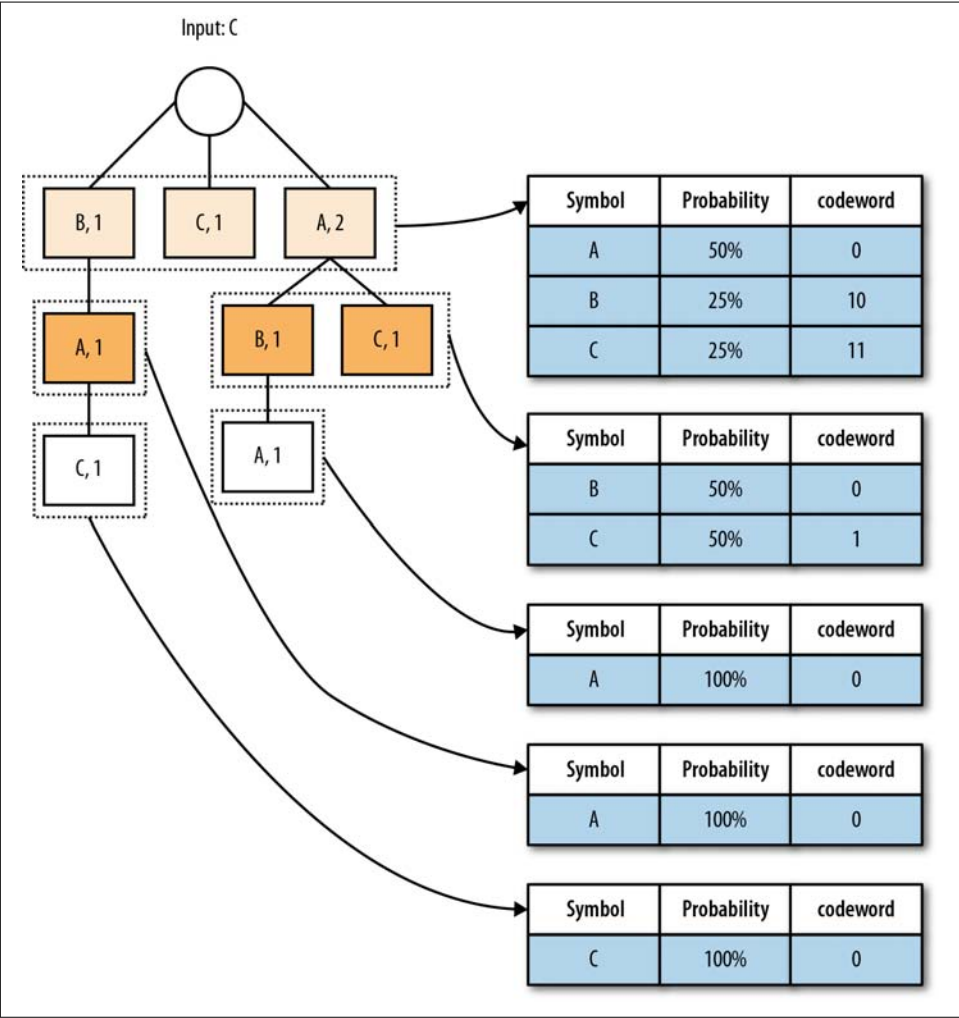 Input: C
B, 1
C, 1
A, 2
A, 1
B, 1
C, 1
C, 1
A, 1
Symbol Probability codeword
A 50% 0
B 25% 10
C 25% 11
Symbol Probability codeword
B 50% 0
C 50% 1
Symbol Probability codeword
A 100% 0
Symbol Probability codeword
A 100% 0
Symbol Probability codeword
C 100% 0